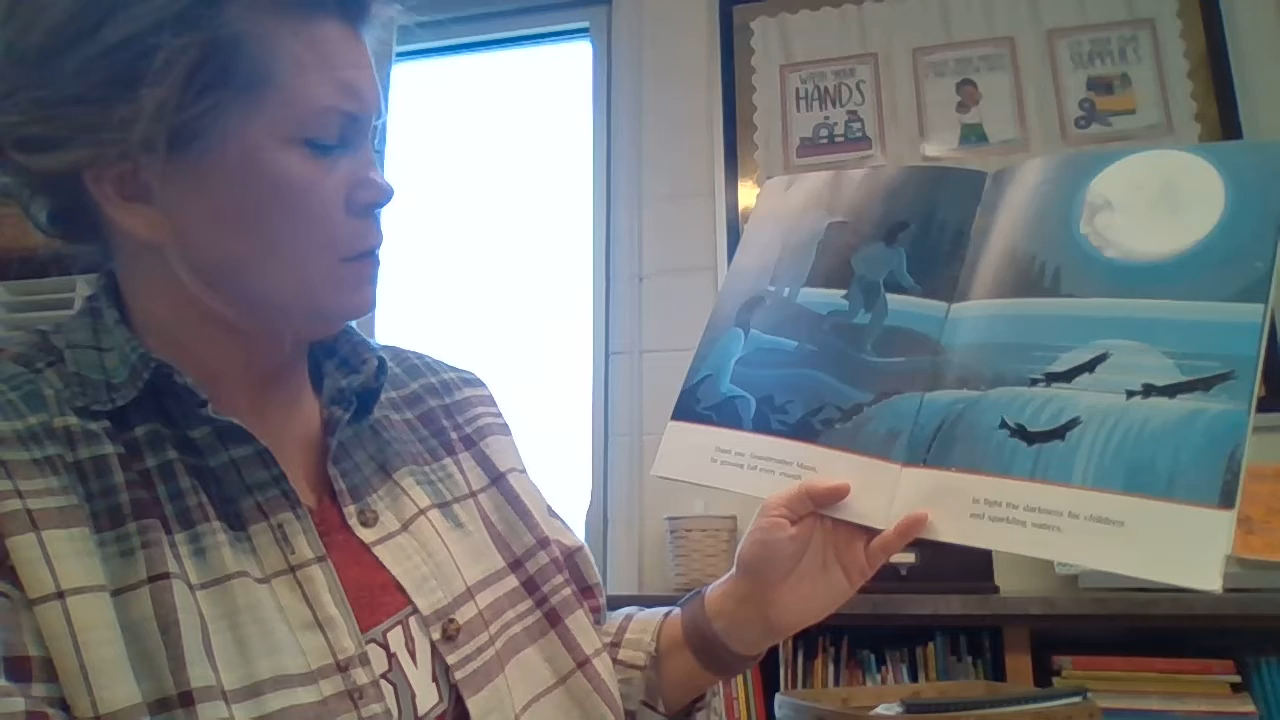 WASH YOUR
HANDS
SUPPLIES
Thank you, Grandmother Moon,
for growing full every month
to light the darkness for children
and sparkling waters.